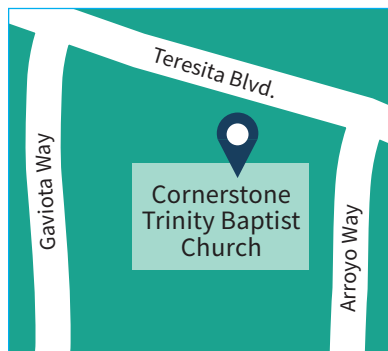 Teresita Blvd.
Gaviota Way
Cornerstone
Trinity Baptist
Church
Arroyo Way